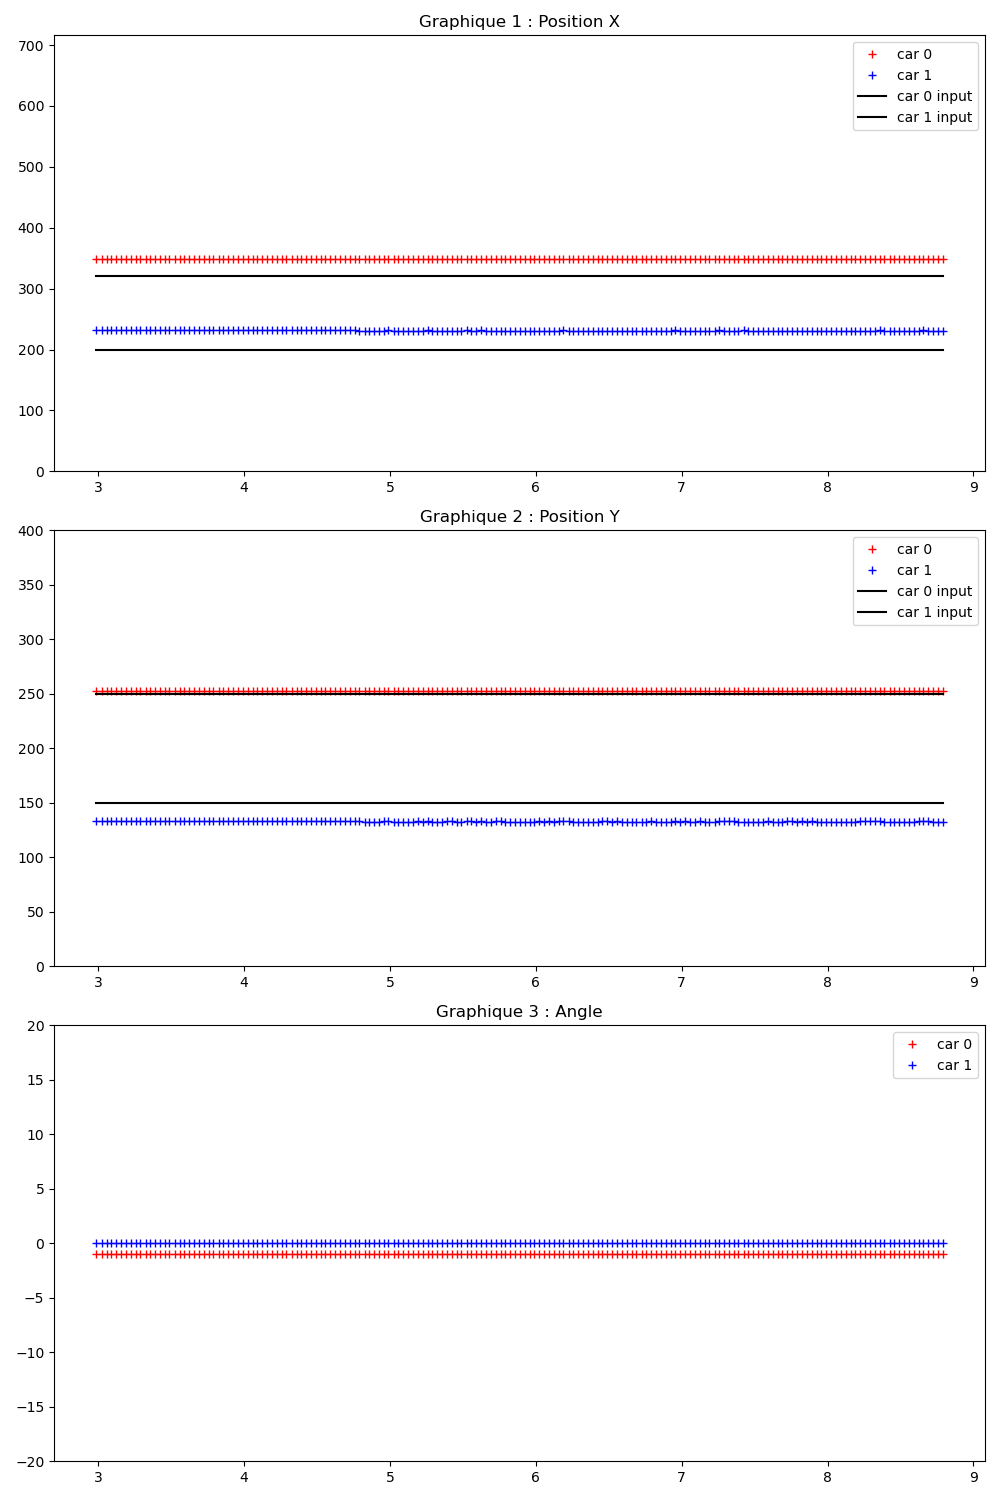 Graphique 1 : Position X
700
600
500
400
300
200
100
0
car 0
car 1
car 0 input
car 1 input
3 4 5 6 7 8 9
Graphique 2 : Position Y
400
350
300
250
200
150
100
50
0
car 0
car 1
car 0 input
car 1 input
3 4 5 6 7 8 9
Graphique 3 : Angle
20
15
10
5
0
−5
−10
−15
−20
car 0
car 1
3 4 5 6 7 8 9